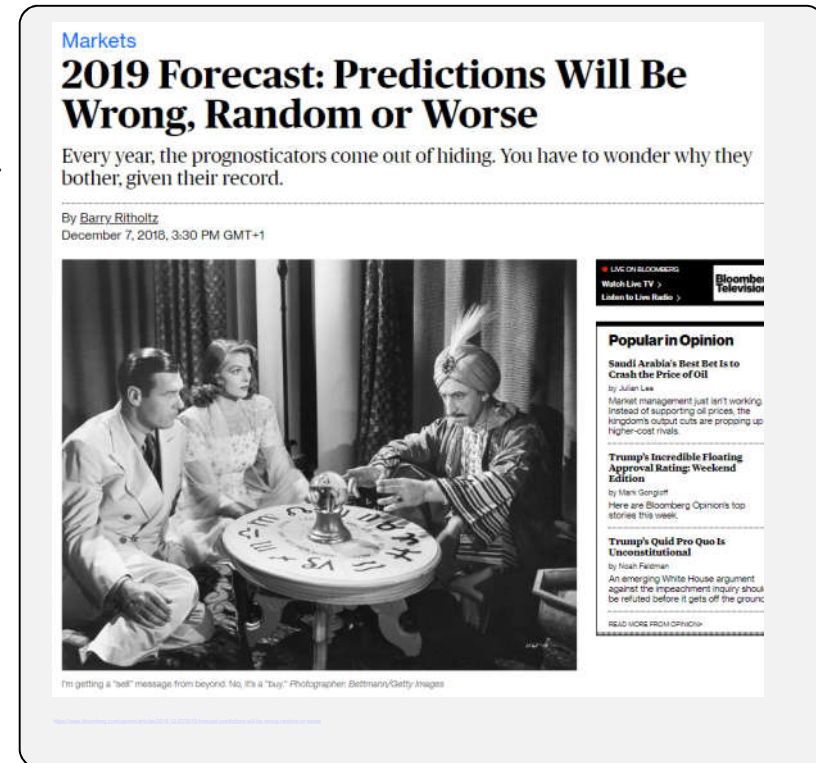 Markets
2019 Forecast: Predictions Will Be
Wrong, Random or Worse
Every year, the prognosticators come out of hiding. You have to wonder why they
bother, given their record.
By Barry Ritholtz
December 7, 2018, 3:30 PM GMT+1
LIVE ON BLOOMBERG
Watch Live TV >
Listen to Live Radio >
Bloomber
Television
Popular in Opinion
Saudi Arabia's Best Bet Is to
Crash the Price of Oil
by Julian Lee
Market management just isn't working.
Instead of supporting oil prices, the
kingdom's output cuts are propping up
higher-cost rivals.
Trump's Incredible Floating
Approval Rating: Weekend
Edition
by Mark Gongloff
Here are Bloomberg Opinion's top
stories this week.
Trump's Quid Pro Quo Is
Unconstitutional
by Noah Feldman
An emerging White House argument
against the impeachment inquiry shoul
be refuted before it gets off the ground
READ MORE FROM OPINION>
I'm getting a "sell" message from beyond. No, it's a "buy." Photographer: Bettmann/Getty Images